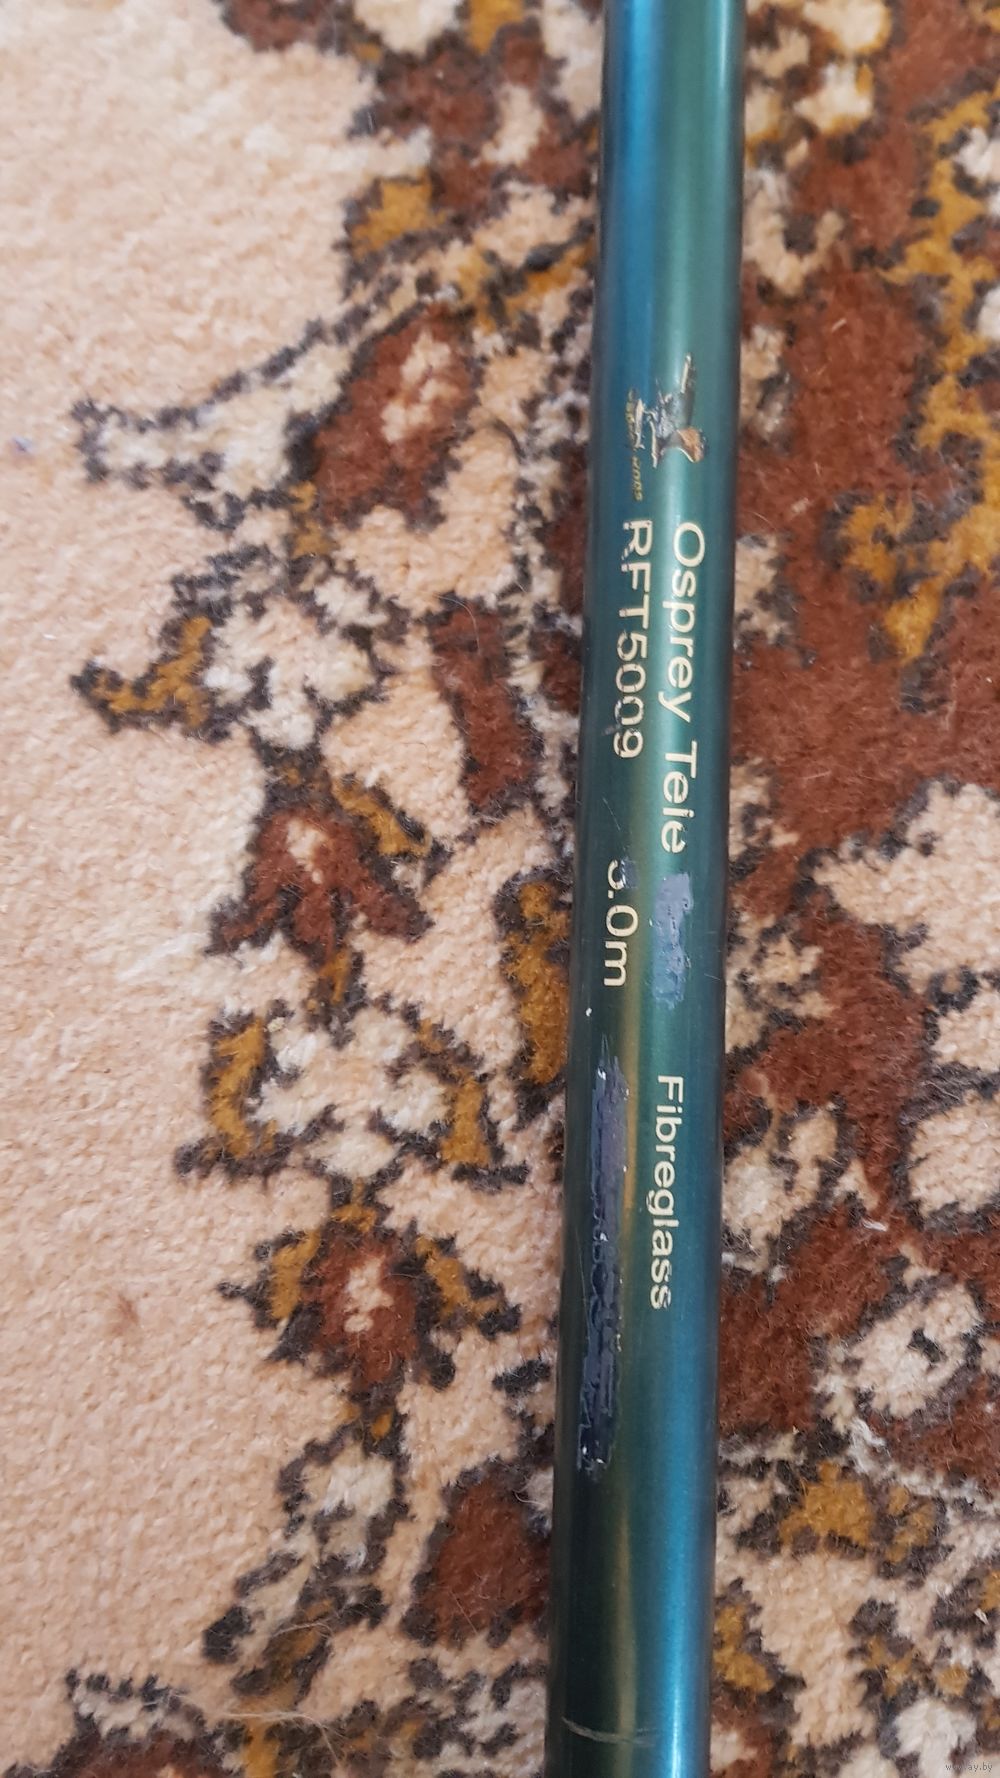 Osprey Tele
RFT5009
.0m
Fibreglass